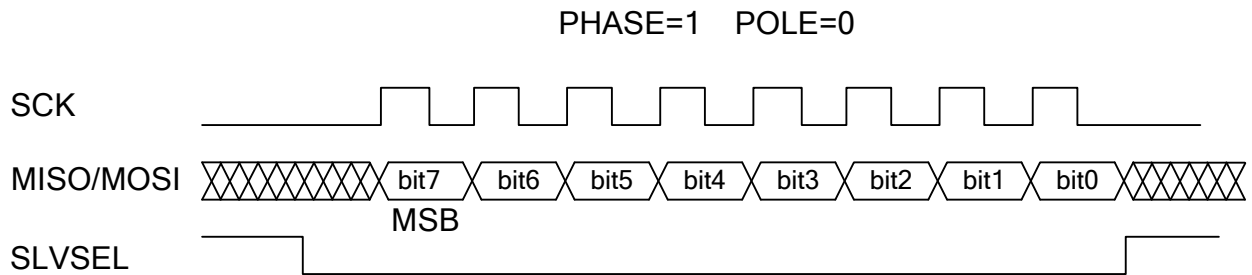 PHASE=1 POLE=0
SCK
MISO/MOSI bit7 bit6 bit5 bit4 bit3 bit2 bit1 bit0
MSB
SLVSEL